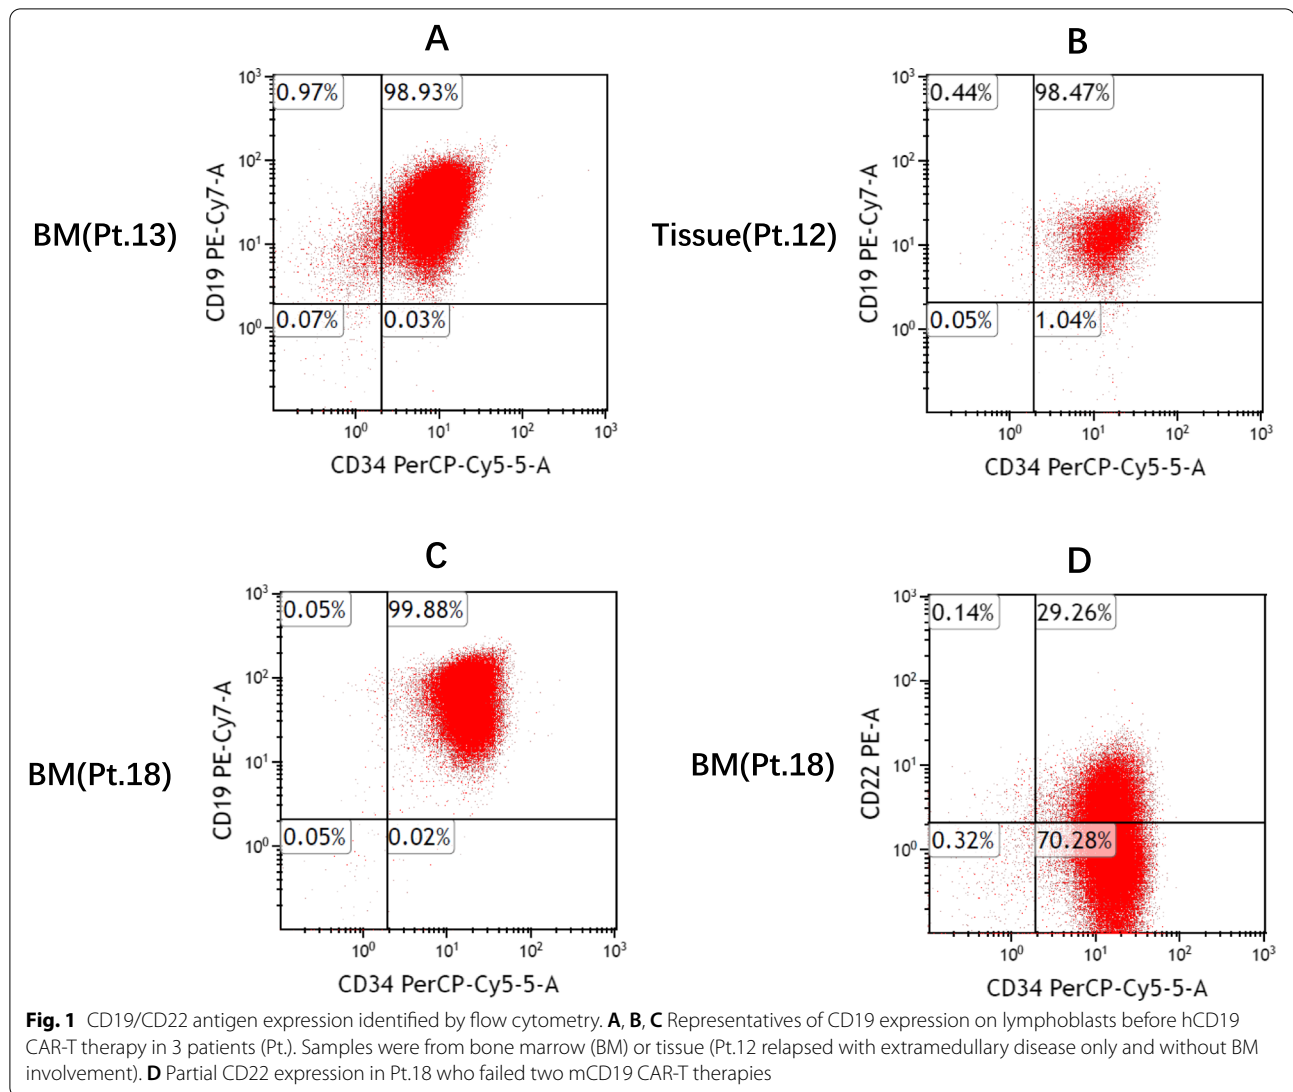 A
BM(Pt.13)
CD19 PE-Cy7-A
10³
10²
10¹
10⁰
0.97%
98.93%
0.07%
0.03%
10⁰ 10¹ 10² 10³
CD34 PerCP-Cy5-5-A
B
Tissue(Pt.12)
CD19 PE-Cy7-A
10³
10²
10¹
10⁰
0.44%
98.47%
0.05%
1.04%
10⁰ 10¹ 10² 10³
CD34 PerCP-Cy5-5-A
C
BM(Pt.18)
CD19 PE-Cy7-A
10³
10²
10¹
10⁰
0.05%
99.88%
0.05%
0.02%
10⁰ 10¹ 10² 10³
CD34 PerCP-Cy5-5-A
D
BM(Pt.18)
CD22 PE-A
10³
10²
10¹
10⁰
0.14%
29.26%
0.32%
70.28%
10⁰ 10¹ 10² 10³
CD34 PerCP-Cy5-5-A
Fig. 1 CD19/CD22 antigen expression identified by flow cytometry. A, B, C Representatives of CD19 expression on lymphoblasts before hCD19
CAR-T therapy in 3 patients (Pt.). Samples were from bone marrow (BM) or tissue (Pt.12 relapsed with extramedullary disease only and without BM
involvement). D Partial CD22 expression in Pt.18 who failed two mCD19 CAR-T therapies